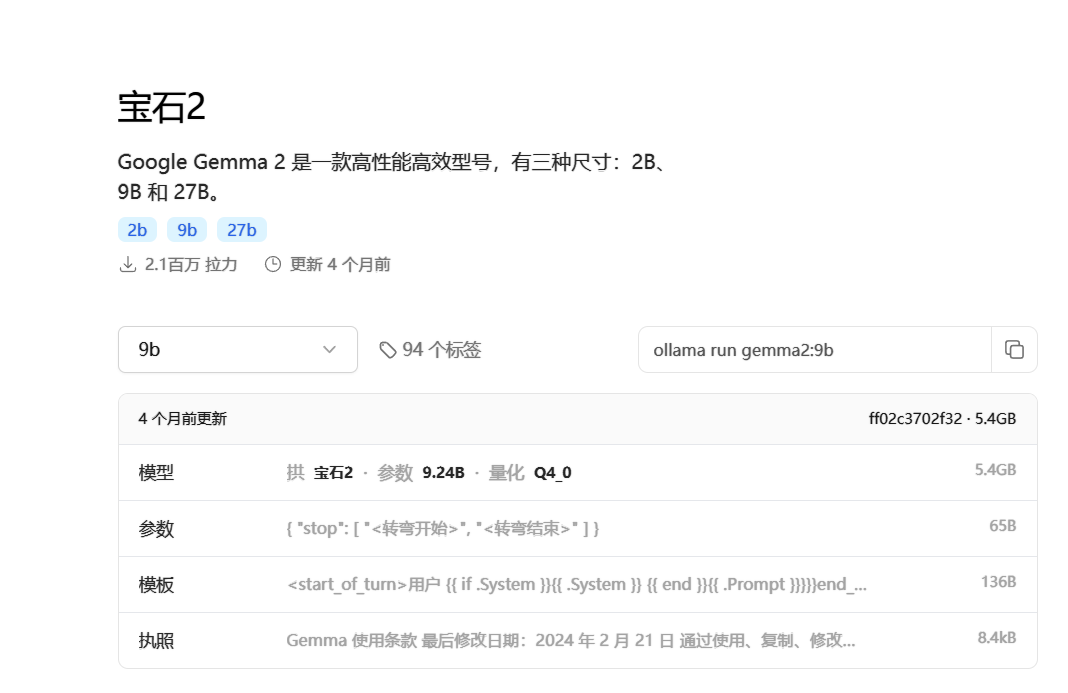 宝石2
Google Gemma 2 是一款高性能高效型号，有三种尺寸：2B、
9B 和 27B。
2b 9b 27b
2.1百万 拉力 更新 4 个月前
9b 94 个标签 ollama run gemma2:9b
4 个月前更新 ff02c3702f32 · 5.4GB
模型 拱 宝石2 · 参数 9.24B · 量化 Q4_0 5.4GB
参数 { "stop": [ "<转弯开始>", "<转弯结束>" ] } 65B
模板 <start_of_turn>用户 {{ if .System }}{{ .System }} {{ end }}{{ .Prompt }}}}}end_... 136B
执照 Gemma 使用条款 最后修改日期：2024 年 2 月 21 日 通过使用、复制、修改... 8.4kB